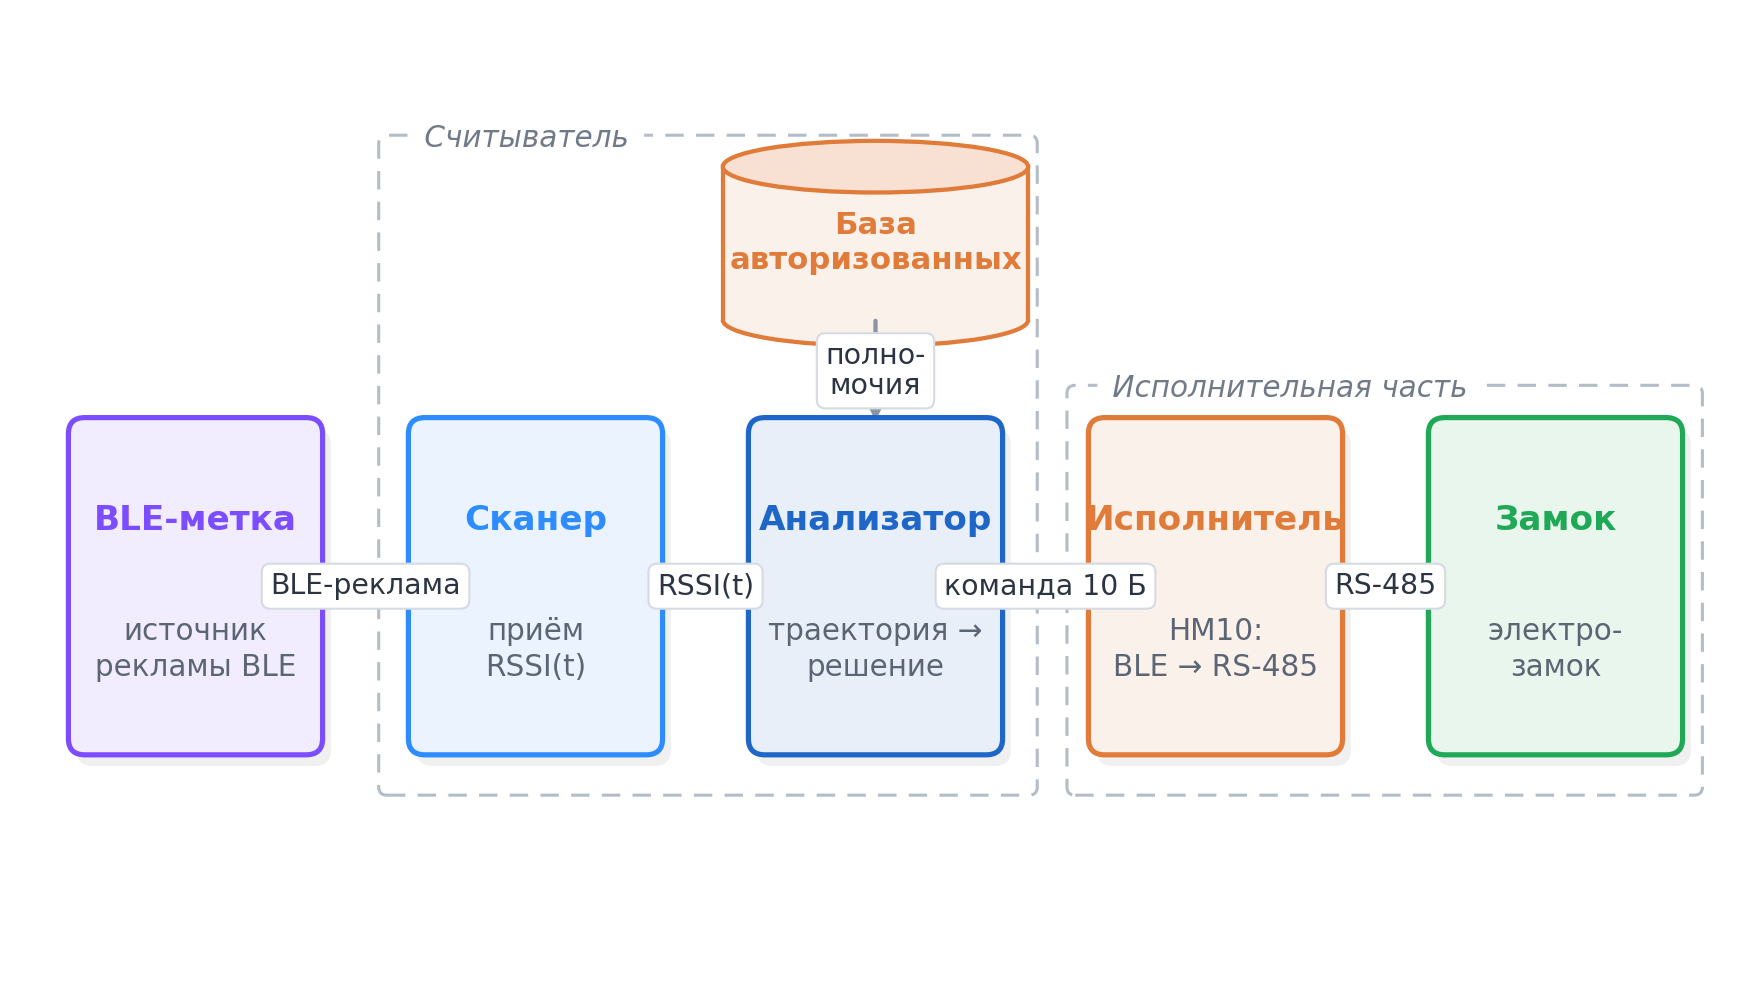 Считыватель
База
авторизованных
полно-
мочия
Исполнительная часть
BLE-метка
Сканер
Анализатор
Исполнитель
Замок
BLE-реклама
RSSI(t)
команда 10 Б
RS-485
источник
рекламы BLE
приём
RSSI(t)
траектория →
решение
HM10:
BLE → RS-485
электро-
замок